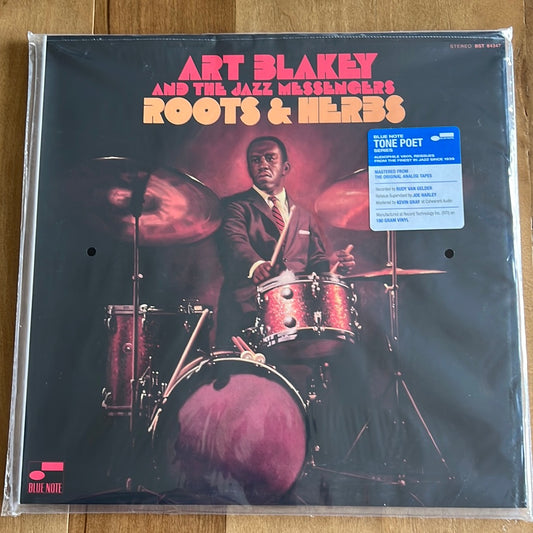 STEREO BST 84347
ART BLAKEY
AND THE JAZZ MESSENGERS
ROOTS & HERBS
BLUE NOTE
TONE POET
SERIES
AUDIOPHILE VINYL REISSUES
FROM THE FINEST IN JAZZ SINCE 1939
MASTERED FROM
THE ORIGINAL ANALOG TAPES
Recorded by RUDY VAN GELDER
Reissue Supervised by JOE HARLEY
Mastered by KEVIN GRAY at Cohearent Audio
Manufactured at Record Technology Inc. (RTI) on
180 GRAM VINYL
BLUE NOTE